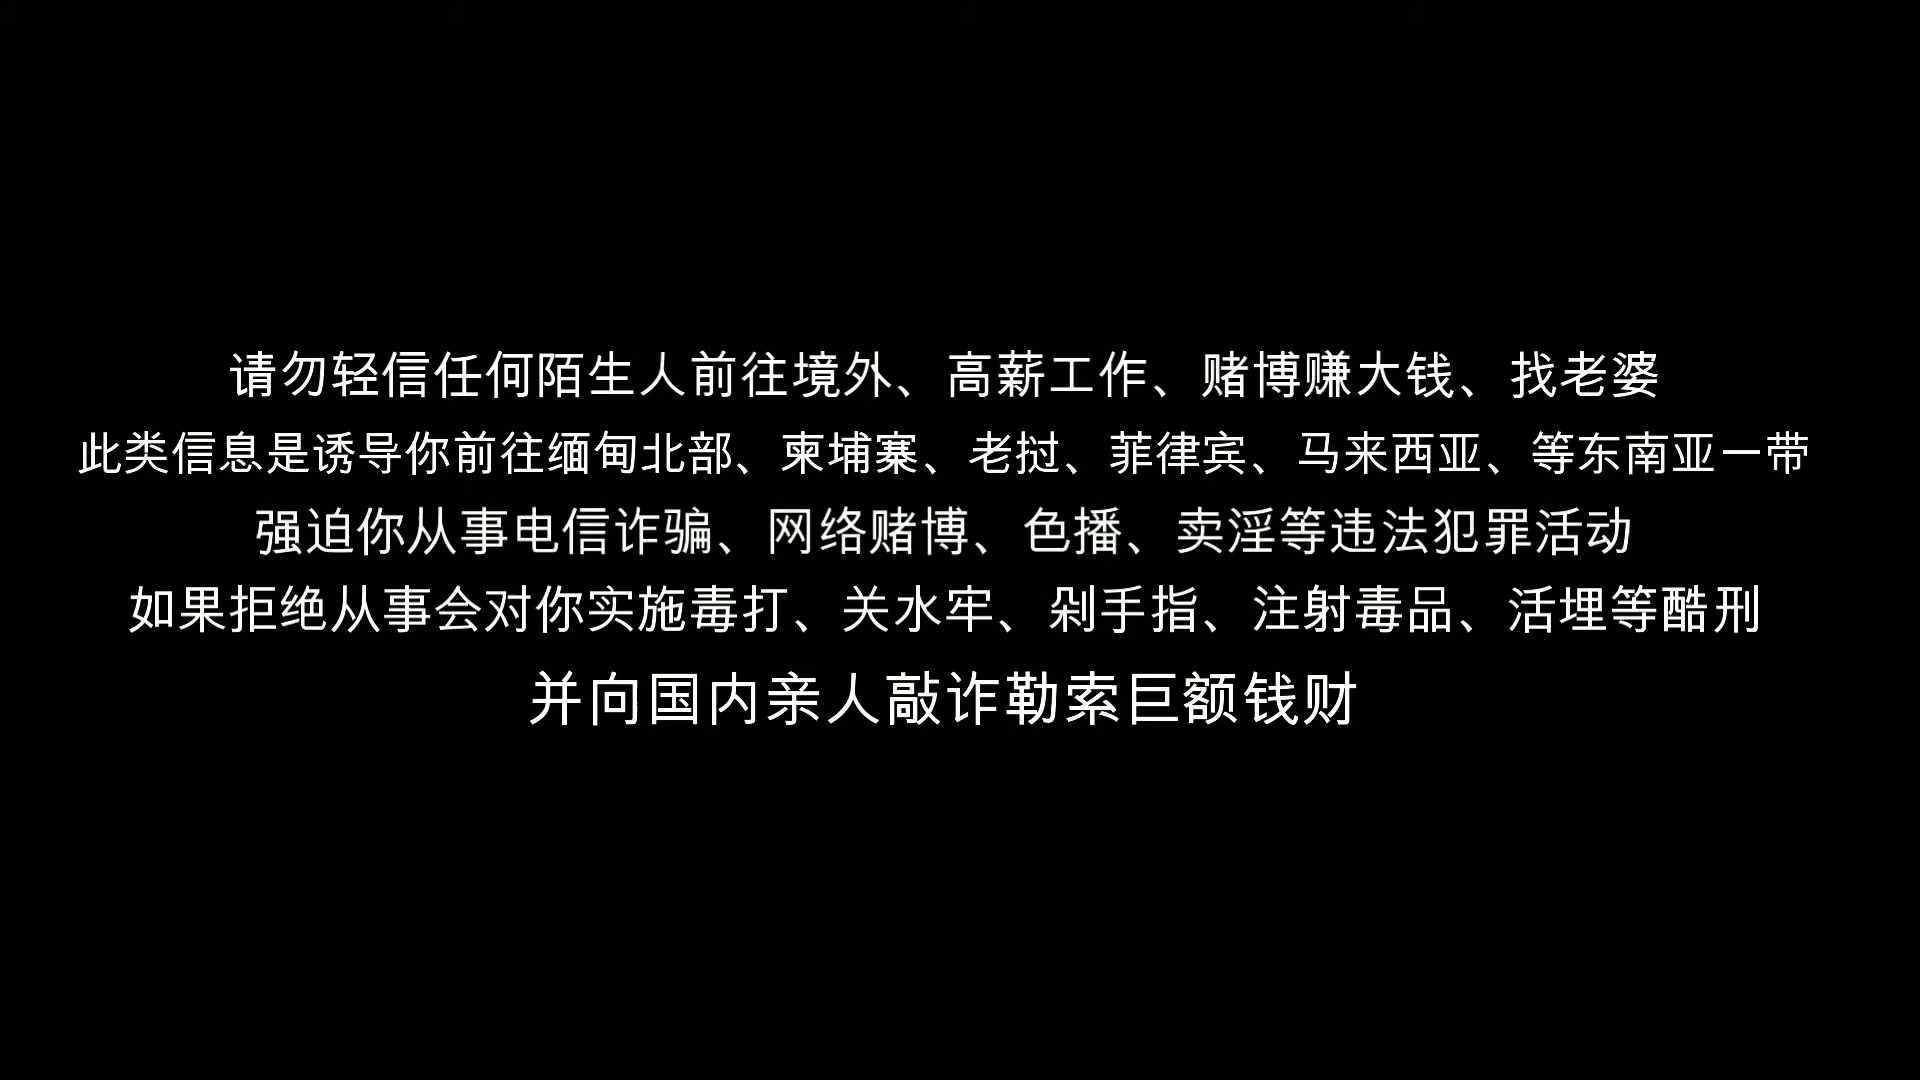 请勿轻信任何陌生人前往境外、高薪工作、赌博赚大钱、找老婆
此类信息是诱导你前往缅甸北部、柬埔寨、老挝、菲律宾、马来西亚、等东南亚一带
强迫你从事电信诈骗、网络赌博、色播、卖淫等违法犯罪活动
如果拒绝从事会对你实施毒打、关水牢、剁手指、注射毒品、活埋等酷刑
并向国内亲人敲诈勒索巨额钱财